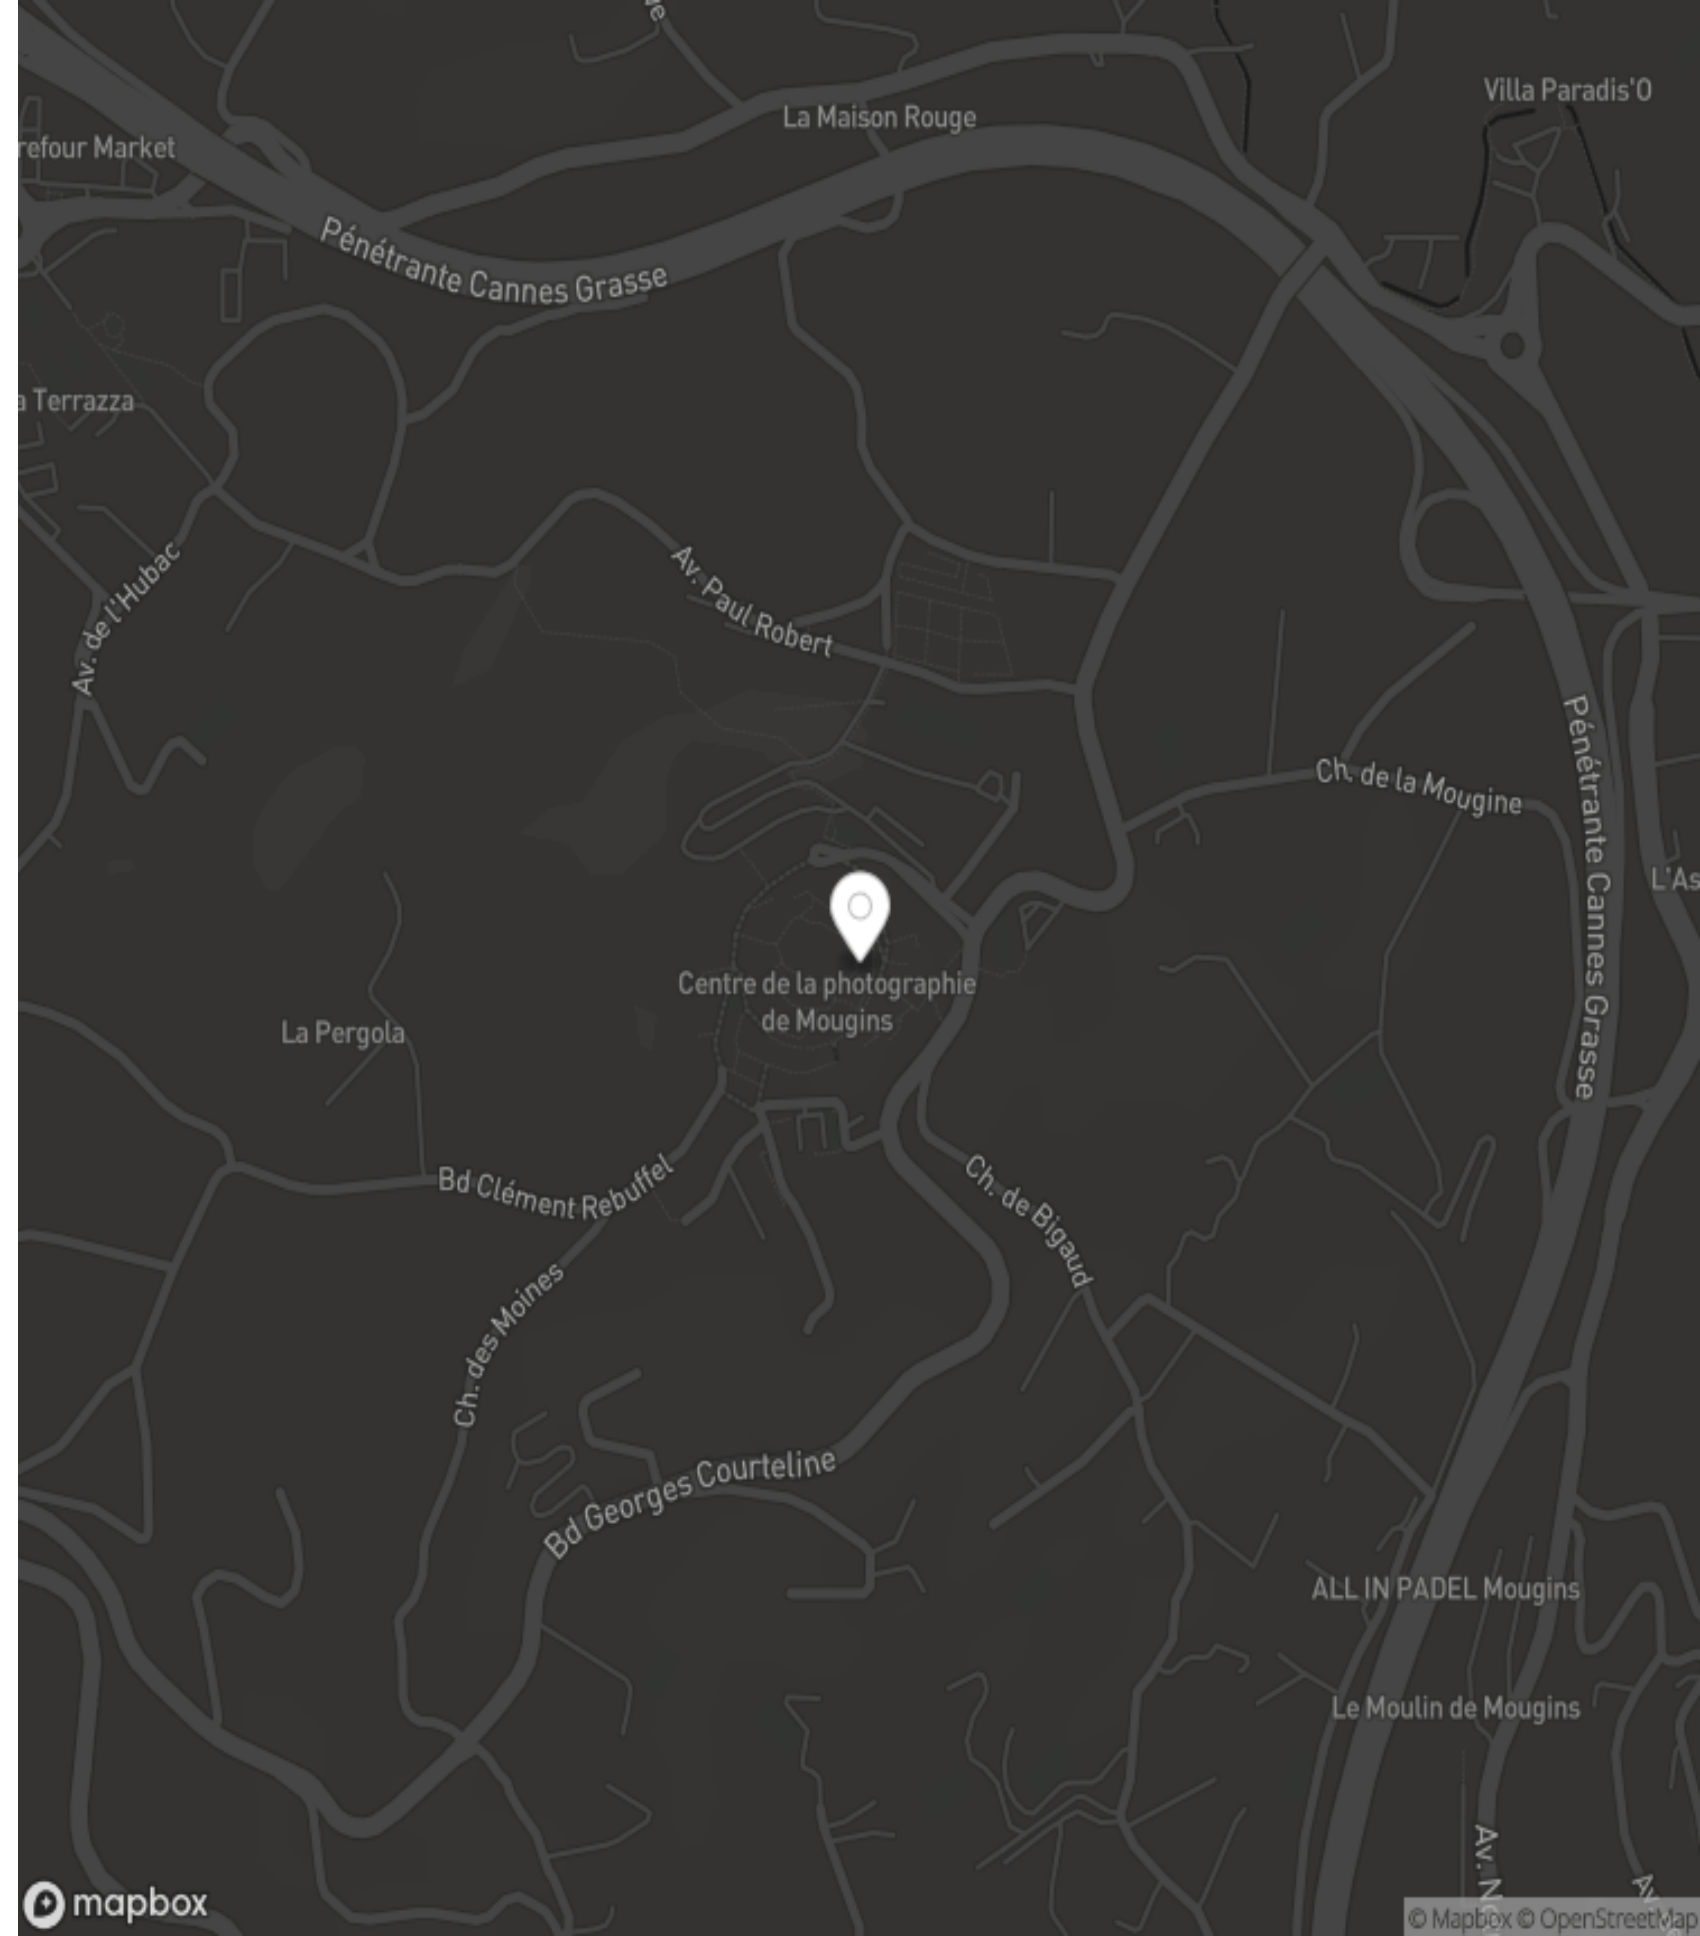 Villa Paradis'O
La Maison Rouge
refour Market
Pénétrante Cannes Grasse
a Terrazza
Av. de l'Hubac
Av. Paul Robert
Pénétrante Cannes Grasse
Ch. de la Mougine
L'As
Centre de la photographie
de Mougins
La Pergola
Bd Clément Rebuffel
Ch. de Bigaud
Ch. des Moines
Bd Georges Courteline
ALL IN PADEL Mougins
Le Moulin de Mougins
Av. N
Av.
mapbox
© Mapbox © OpenStreetMap